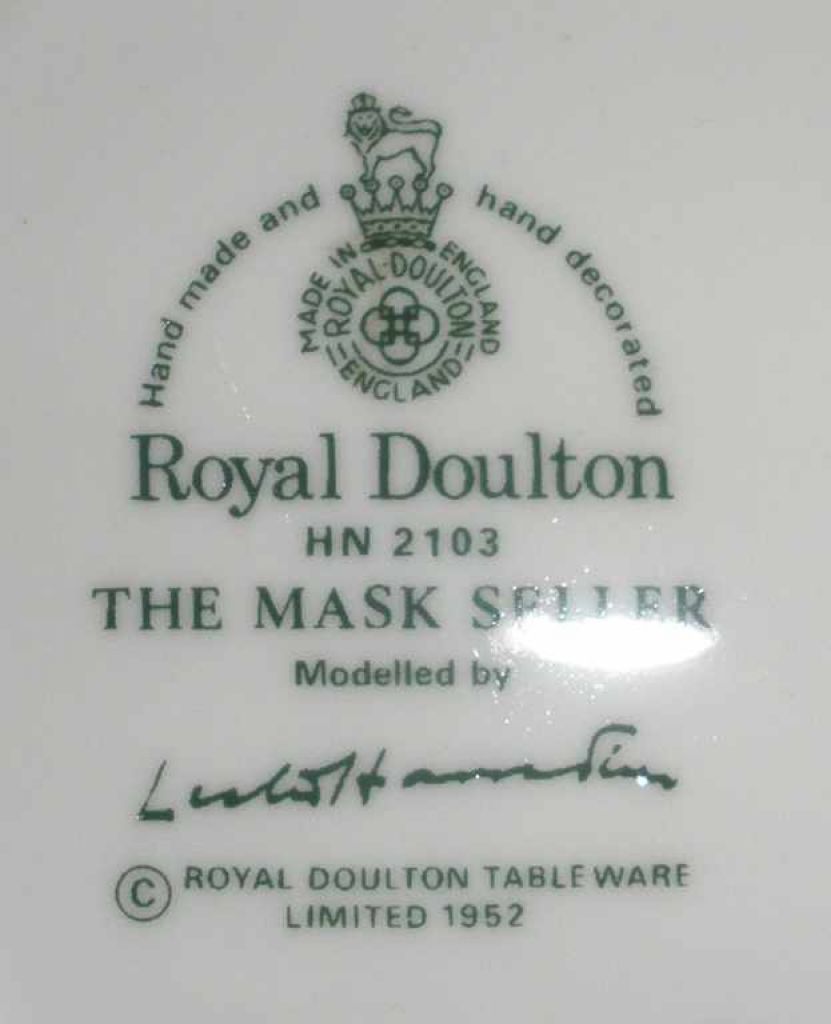 Hand made and hand decorated
MADE IN ENGLAND
ROYAL·DOULTON
ENGLAND
Royal Doulton
HN 2103
THE MASK SELLER
Modelled by
© ROYAL DOULTON TABLEWARE
LIMITED 1952